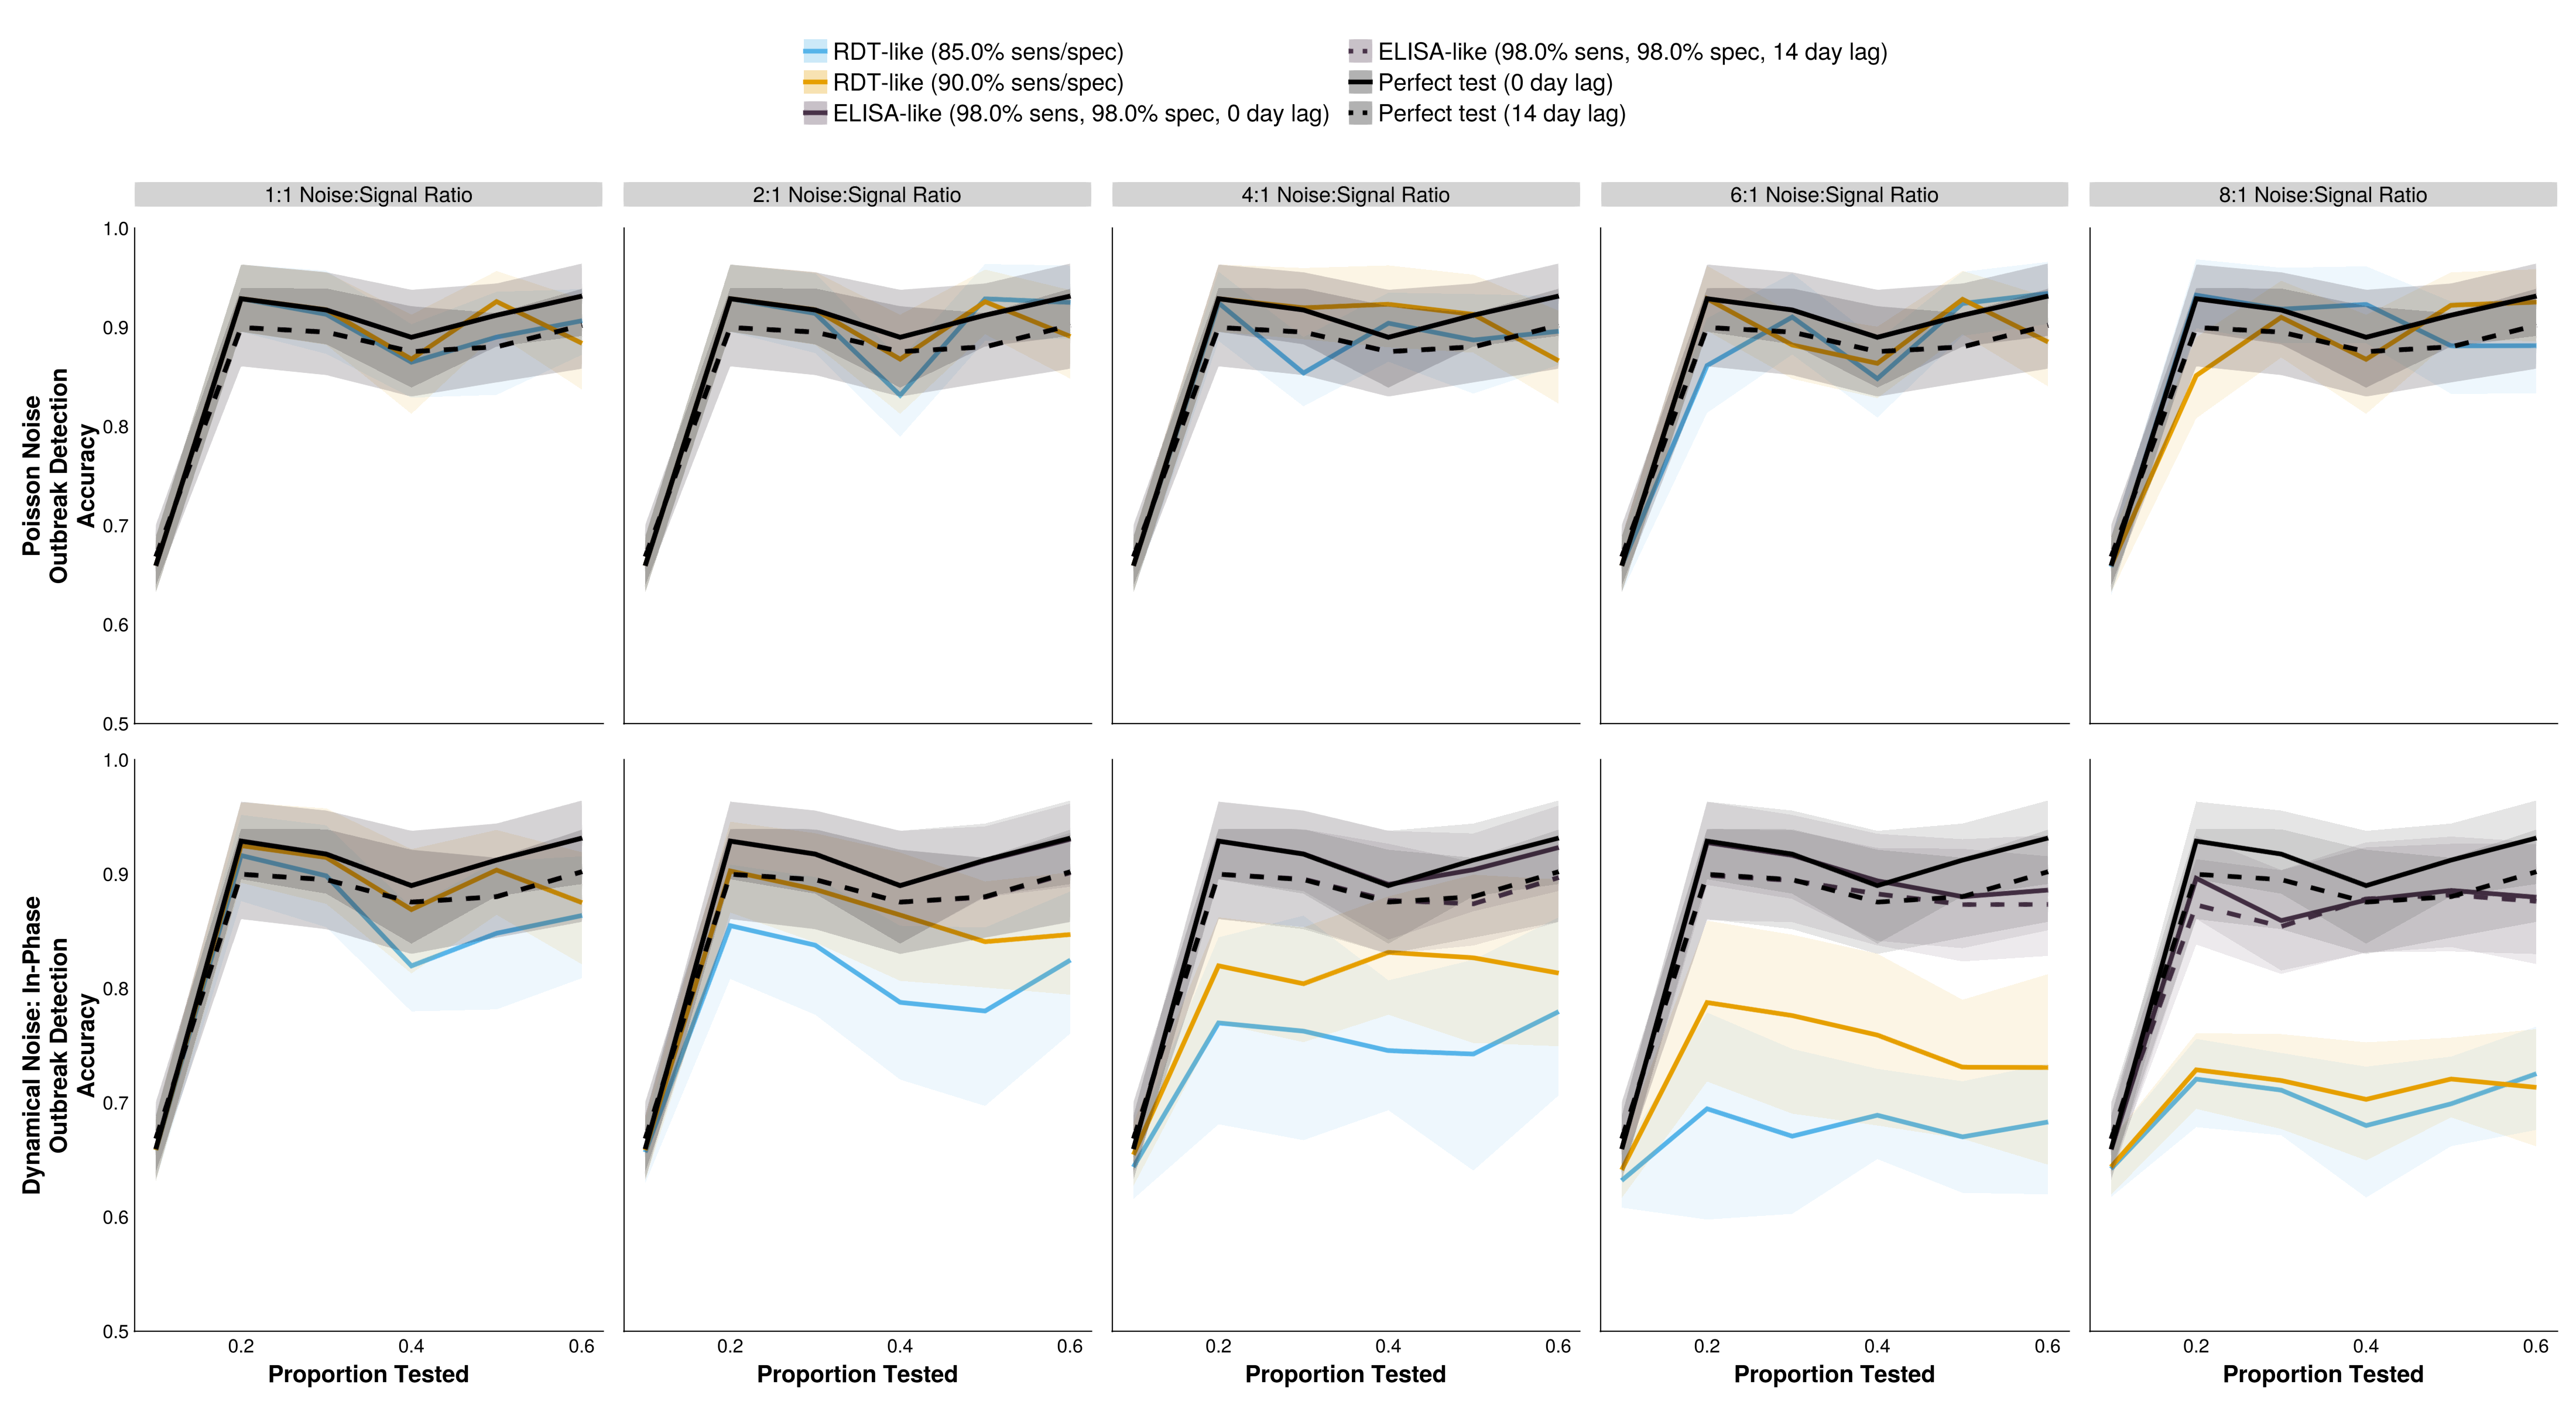 RDT-like (85.0% sens/spec)
RDT-like (90.0% sens/spec)
ELISA-like (98.0% sens, 98.0% spec, 0 day lag)
ELISA-like (98.0% sens, 98.0% spec, 14 day lag)
Perfect test (0 day lag)
Perfect test (14 day lag)
1:1 Noise:Signal Ratio
2:1 Noise:Signal Ratio
4:1 Noise:Signal Ratio
6:1 Noise:Signal Ratio
8:1 Noise:Signal Ratio
Poisson Noise
Outbreak Detection
Accuracy
1.0
0.9
0.8
0.7
0.6
0.5
Dynamical Noise: In-Phase
Outbreak Detection
Accuracy
1.0
0.9
0.8
0.7
0.6
0.5
0.2 0.4 0.6
0.2 0.4 0.6
0.2 0.4 0.6
0.2 0.4 0.6
0.2 0.4 0.6
Proportion Tested
Proportion Tested
Proportion Tested
Proportion Tested
Proportion Tested